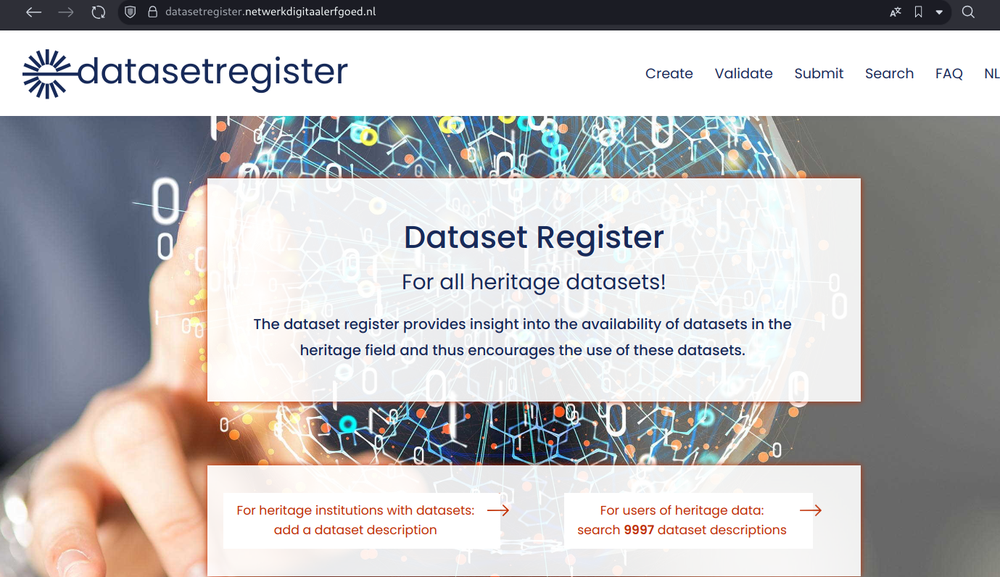 datasetregister.netwerkdigitaalerfgoed.nl
datasetregister
Create Validate Submit Search FAQ NL
Dataset Register
For all heritage datasets!
The dataset register provides insight into the availability of datasets in the
heritage field and thus encourages the use of these datasets.
For heritage institutions with datasets:
add a dataset description
For users of heritage data:
search 9997 dataset descriptions